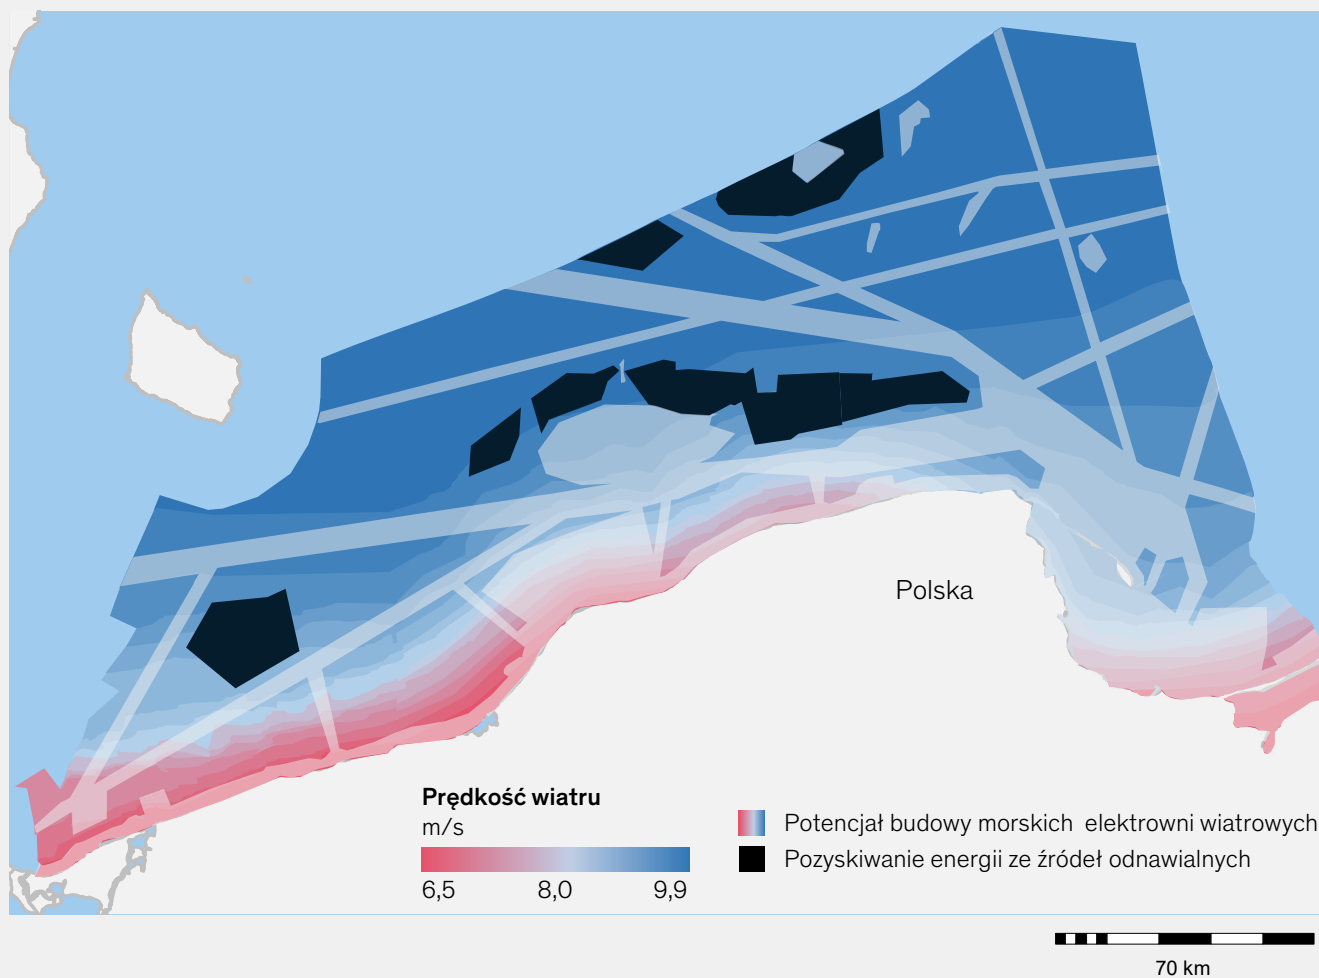 Polska
Prędkość wiatru
m/s
6,5 8,0 9,9
Potencjał budowy morskich elektrowni wiatrowych
Pozyskiwanie energii ze źródeł odnawialnych
70 km